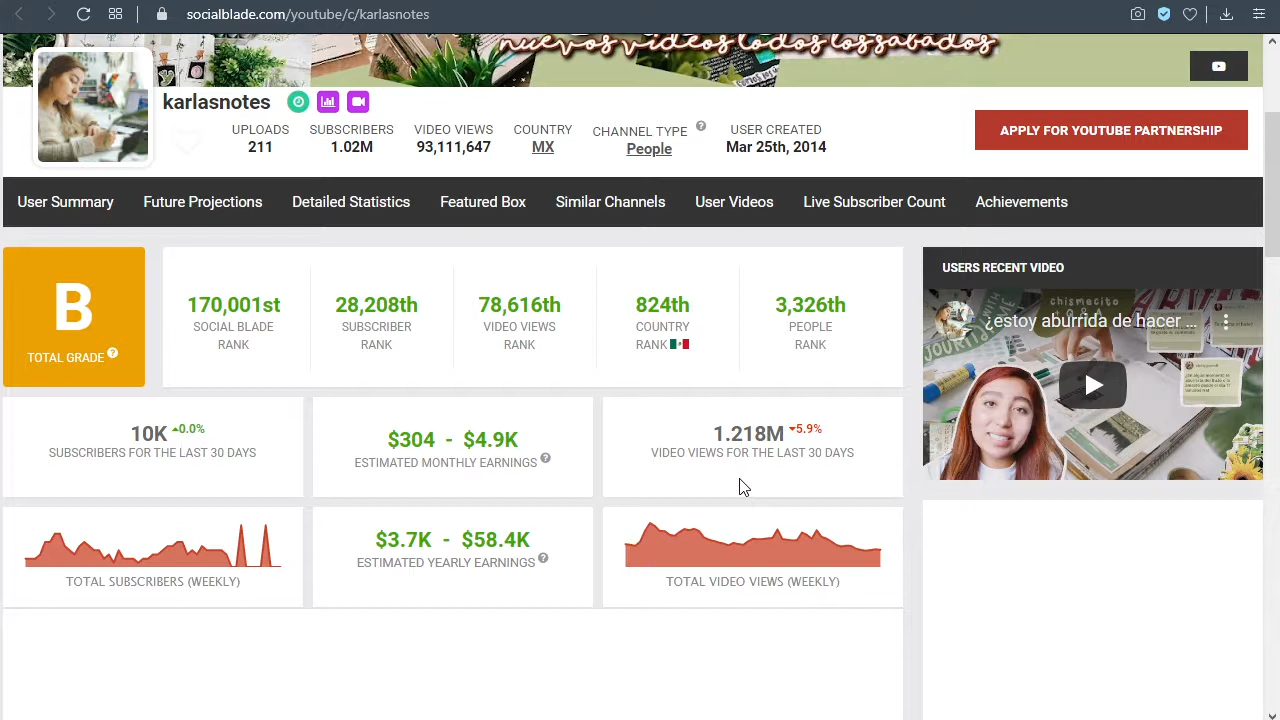 socialblade.com/youtube/c/karlasnotes
nuevos videos todos los sábados
karlasnotes
UPLOADS
211
SUBSCRIBERS
1.02M
VIDEO VIEWS
93,111,647
COUNTRY
MX
CHANNEL TYPE
People
USER CREATED
Mar 25th, 2014
APPLY FOR YOUTUBE PARTNERSHIP
User Summary
Future Projections
Detailed Statistics
Featured Box
Similar Channels
User Videos
Live Subscriber Count
Achievements
B
TOTAL GRADE
170,001st
SOCIAL BLADE
RANK
28,208th
SUBSCRIBER
RANK
78,616th
VIDEO VIEWS
RANK
824th
COUNTRY
RANK
3,326th
PEOPLE
RANK
USERS RECENT VIDEO
chismecito
¿estoy aburrida de hacer ...
10K 0.0%
SUBSCRIBERS FOR THE LAST 30 DAYS
$304 - $4.9K
ESTIMATED MONTHLY EARNINGS
1.218M 5.9%
VIDEO VIEWS FOR THE LAST 30 DAYS
TOTAL SUBSCRIBERS (WEEKLY)
$3.7K - $58.4K
ESTIMATED YEARLY EARNINGS
TOTAL VIDEO VIEWS (WEEKLY)